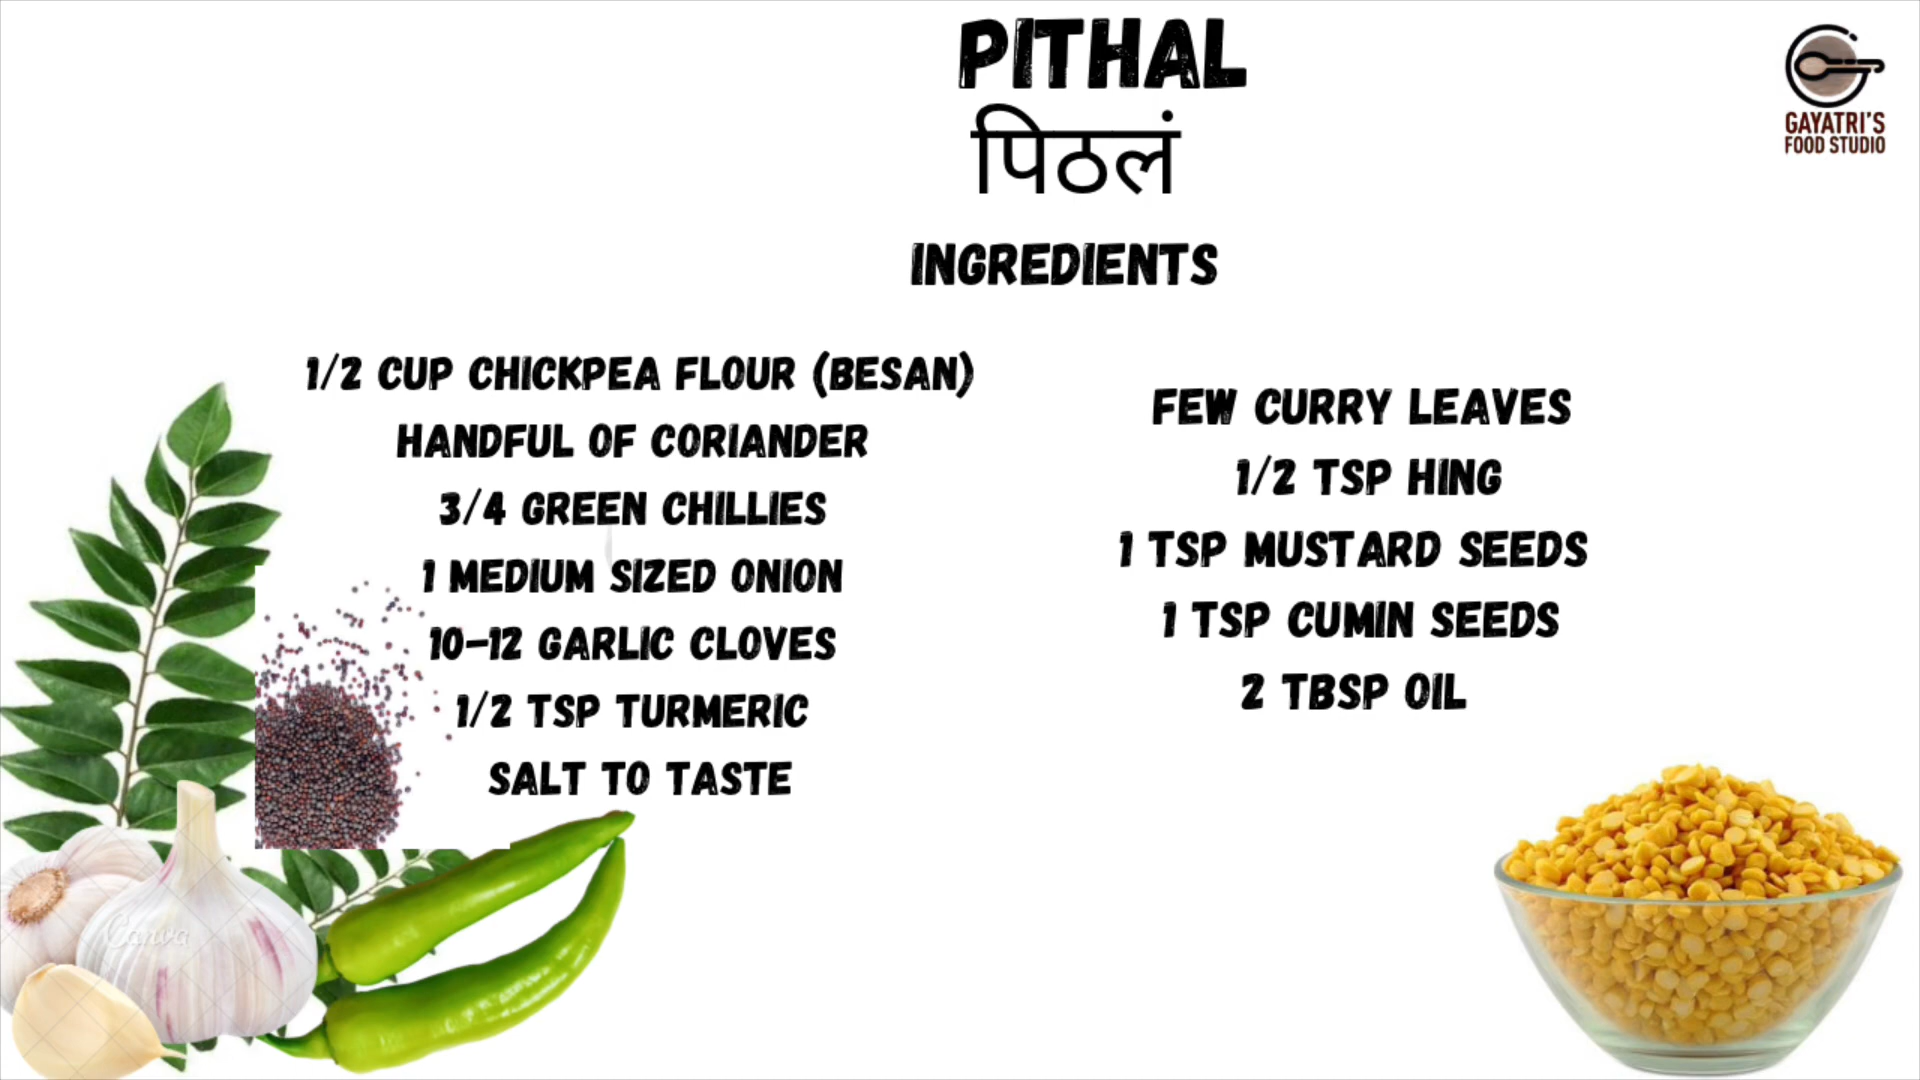 PITHAL
पिठलं
GAYATRI'S
FOOD STUDIO
INGREDIENTS
1/2 CUP CHICKPEA FLOUR (BESAN)
HANDFUL OF CORIANDER
3/4 GREEN CHILLIES
1 MEDIUM SIZED ONION
10-12 GARLIC CLOVES
1/2 TSP TURMERIC
SALT TO TASTE
FEW CURRY LEAVES
1/2 TSP HING
1 TSP MUSTARD SEEDS
1 TSP CUMIN SEEDS
2 TBSP OIL
Canva